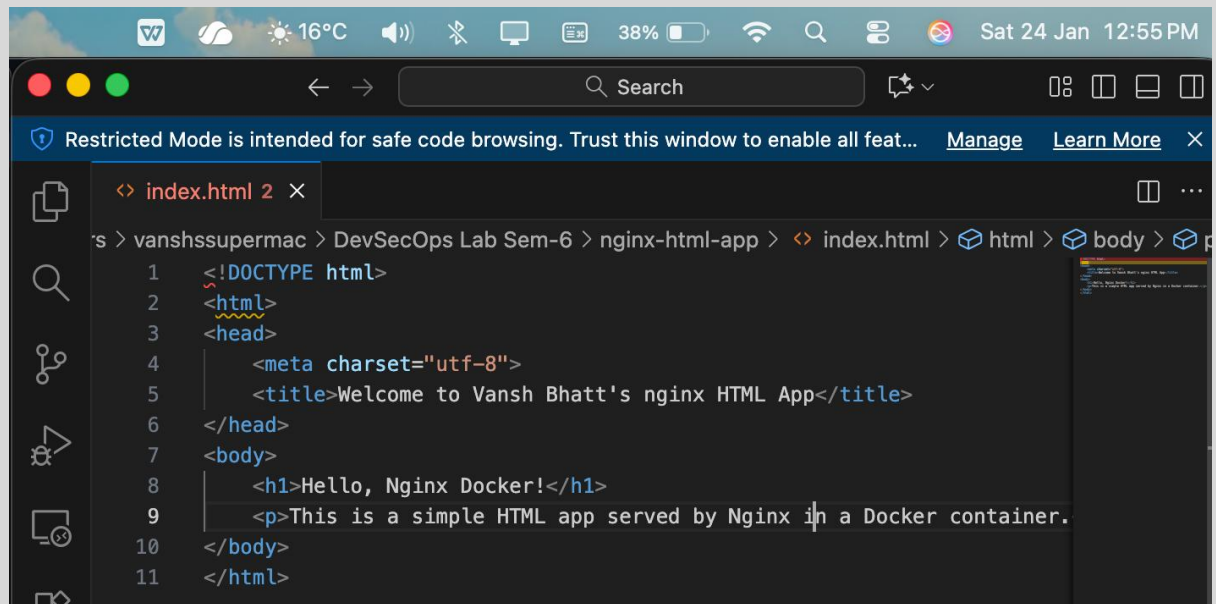 16°C 38% Sat 24 Jan 12:55 PM
Search
Restricted Mode is intended for safe code browsing. Trust this window to enable all feat... Manage Learn More
<> index.html 2
rs > vanshssupermac > DevSecOps Lab Sem-6 > nginx-html-app > <> index.html > html > body > p
1 <!DOCTYPE html>
2 <html>
3 <head>
4     <meta charset="utf-8">
5     <title>Welcome to Vansh Bhatt's nginx HTML App</title>
6 </head>
7 <body>
8     <h1>Hello, Nginx Docker!</h1>
9     <p>This is a simple HTML app served by Nginx in a Docker container.
10 </body>
11 </html>